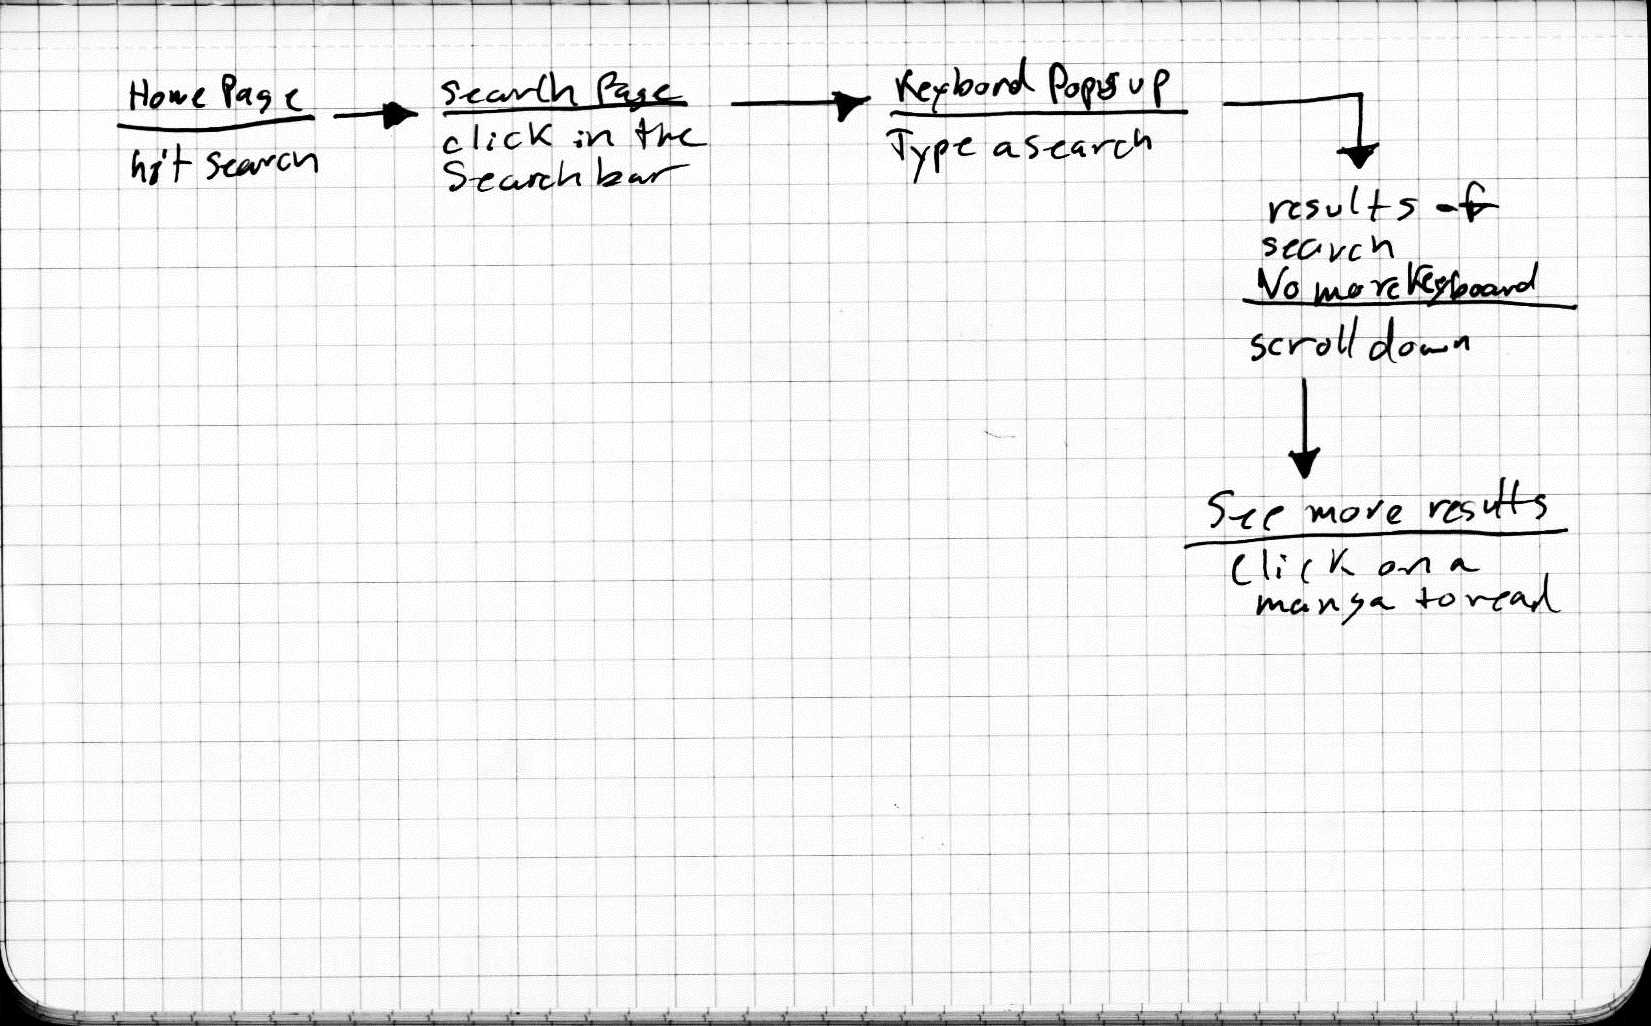 Home Page
hit search
Search Page
click in the
Search bar
Keybord Pops up
Type a search
results of
search
No more Keyboard
scroll down
See more results
Click on a
manga to read